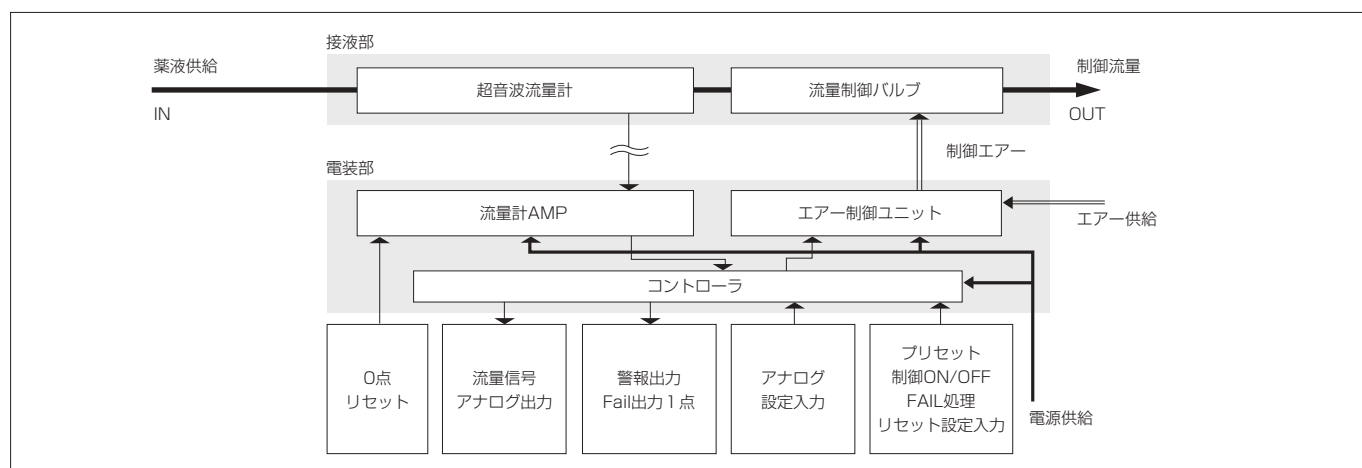 接液部
薬液供給
IN
超音波流量計
流量制御バルブ
制御流量
OUT
制御エアー
電装部
流量計AMP
エアー制御ユニット
エアー供給
コントローラ
0点
リセット
流量信号
アナログ出力
警報出力
Fail出力1点
アナログ
設定入力
プリセット
制御ON/OFF
FAIL処理
リセット設定入力
電源供給